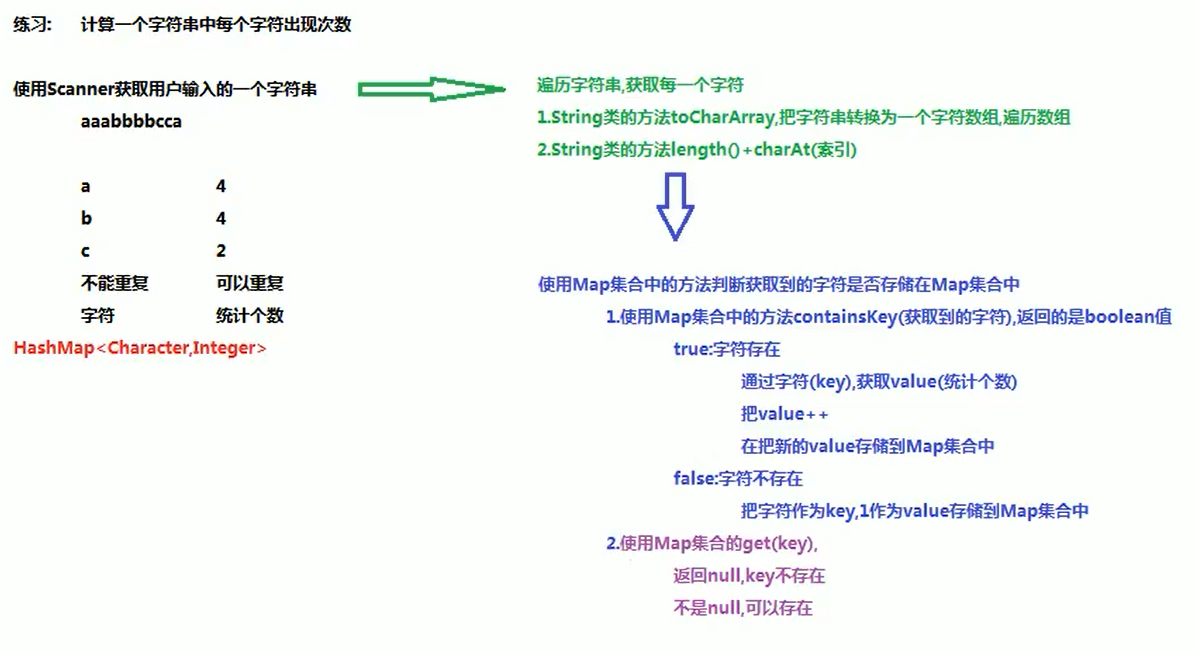 练习: 计算一个字符串中每个字符出现次数
使用Scanner获取用户输入的一个字符串
aaabbbbcca
a 4
b 4
c 2
不能重复 可以重复
字符 统计个数
HashMap<Character,Integer>
遍历字符串,获取每一个字符
1.String类的方法toCharArray,把字符串转换为一个字符数组,遍历数组
2.String类的方法length()+charAt(索引)
使用Map集合中的方法判断获取到的字符是否存储在Map集合中
1.使用Map集合中的方法containsKey(获取到的字符),返回的是boolean值
true:字符存在
通过字符(key),获取value(统计个数)
把value++
在把新的value存储到Map集合中
false:字符不存在
把字符作为key,1作为value存储到Map集合中
2.使用Map集合的get(key),
返回null,key不存在
不是null,可以存在